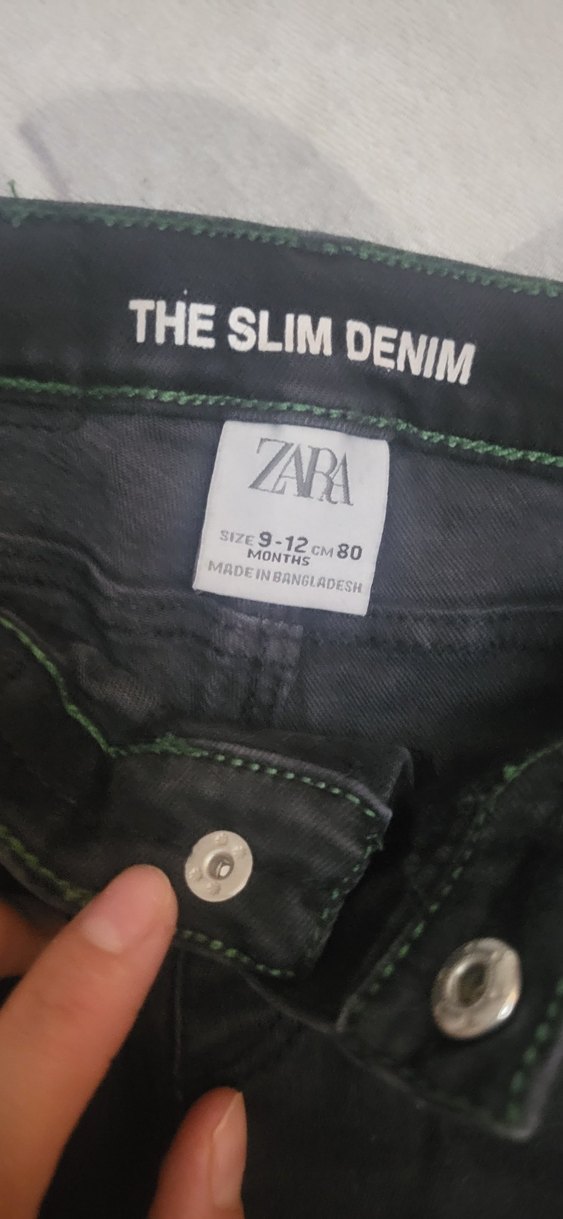 THE SLIM DENIM
ZARA
SIZE 9-12 CM 80
MONTHS
MADE IN BANGLADESH